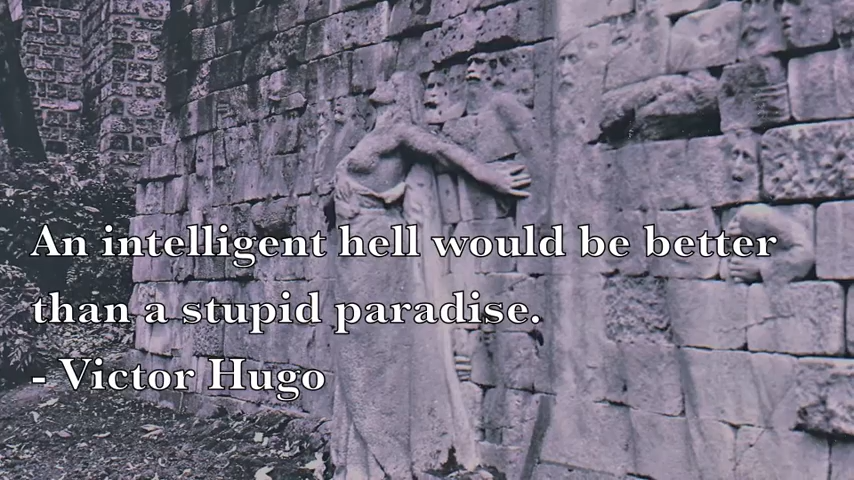 An intelligent hell would be better
than a stupid paradise.
- Victor Hugo